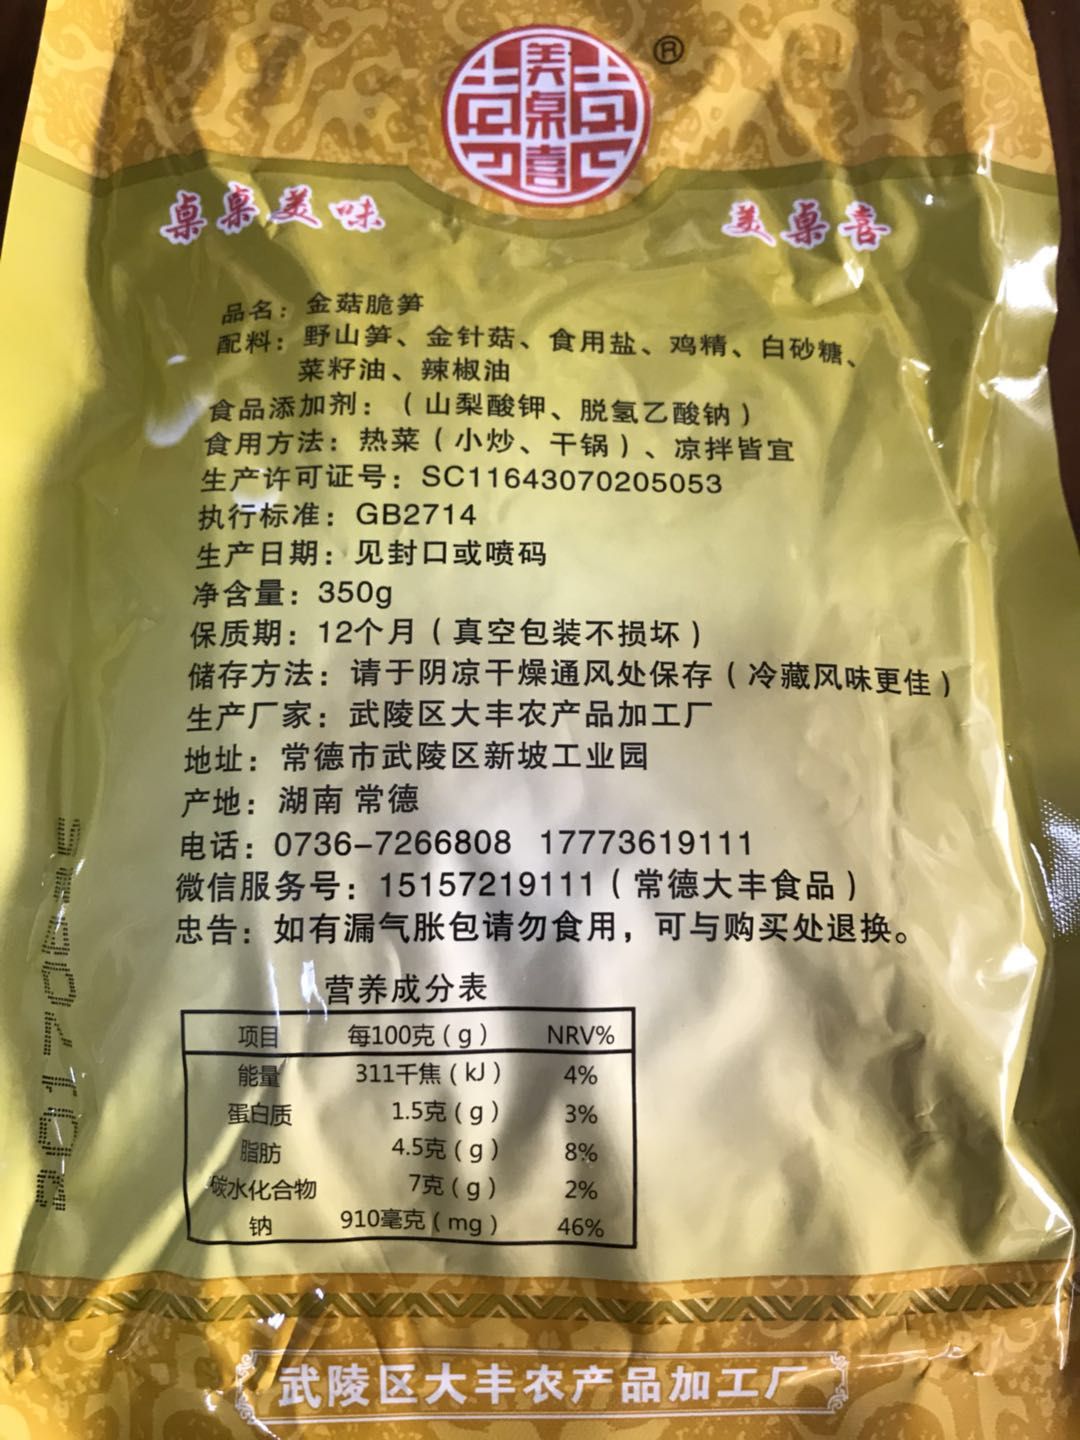 美桌喜
®
桌桌美味
美桌喜
品名：金菇脆笋
配料：野山笋、金针菇、食用盐、鸡精、白砂糖、
菜籽油、辣椒油
食品添加剂：（山梨酸钾、脱氢乙酸钠）
食用方法：热菜（小炒、干锅）、凉拌皆宜
生产许可证号：SC11643070205053
执行标准：GB2714
生产日期：见封口或喷码
净含量：350g
保质期：12个月（真空包装不损坏）
储存方法：请于阴凉干燥通风处保存（冷藏风味更佳）
生产厂家：武陵区大丰农产品加工厂
地址：常德市武陵区新坡工业园
产地：湖南 常德
电话：0736-7266808 17773619111
微信服务号：15157219111（常德大丰食品）
忠告：如有漏气胀包请勿食用，可与购买处退换。
营养成分表
项目 每100克(g) NRV%
能量 311千焦(kJ) 4%
蛋白质 1.5克(g) 3%
脂肪 4.5克(g) 8%
碳水化合物 7克(g) 2%
钠 910毫克(mg) 46%
武陵区大丰农产品加工厂